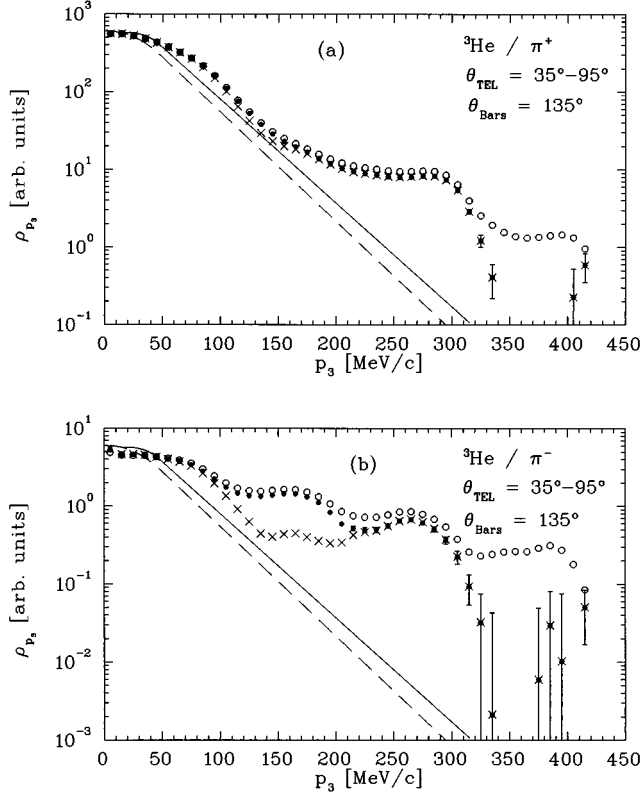 10³
(a)
³He / π⁺
θ_TEL = 35°−95°
θ_Bars = 135°
10²
10¹
10⁰
10⁻¹
ρ_p₃ [arb. units]
0 50 100 150 200 250 300 350 400 450
p₃ [MeV/c]
10¹
(b)
³He / π⁻
θ_TEL = 35°−95°
θ_Bars = 135°
10⁰
10⁻¹
10⁻²
10⁻³
ρ_p₃ [arb. units]
0 50 100 150 200 250 300 350 400 450
p₃ [MeV/c]